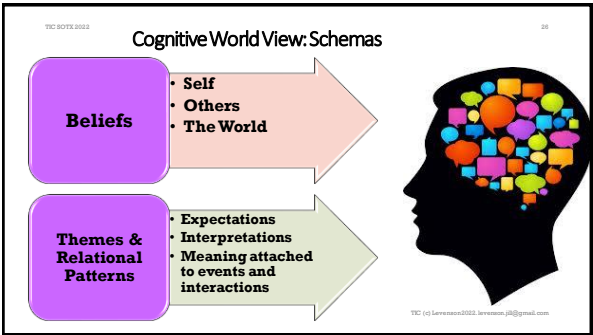 TIC SOTX 2022
28
Cognitive World View: Schemas
Beliefs
• Self
• Others
• The World
Themes &
Relational
Patterns
• Expectations
• Interpretations
• Meaning attached
to events and
interactions
TIC (c) Levenson2022. levenson.jill@gmail.com